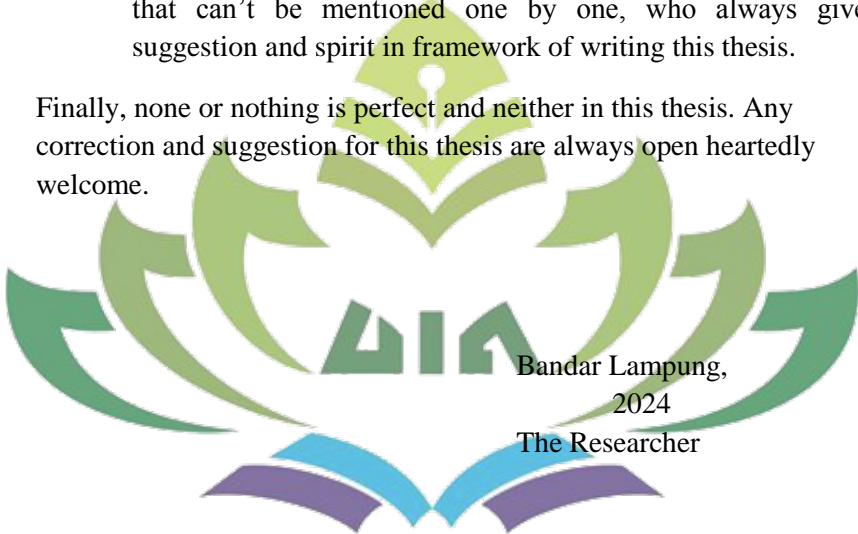 that can't be mentioned one by one, who always give
suggestion and spirit in framework of writing this thesis.
Finally, none or nothing is perfect and neither in this thesis. Any
correction and suggestion for this thesis are always open heartedly
welcome.
UIN
Bandar Lampung,
2024
The Researcher